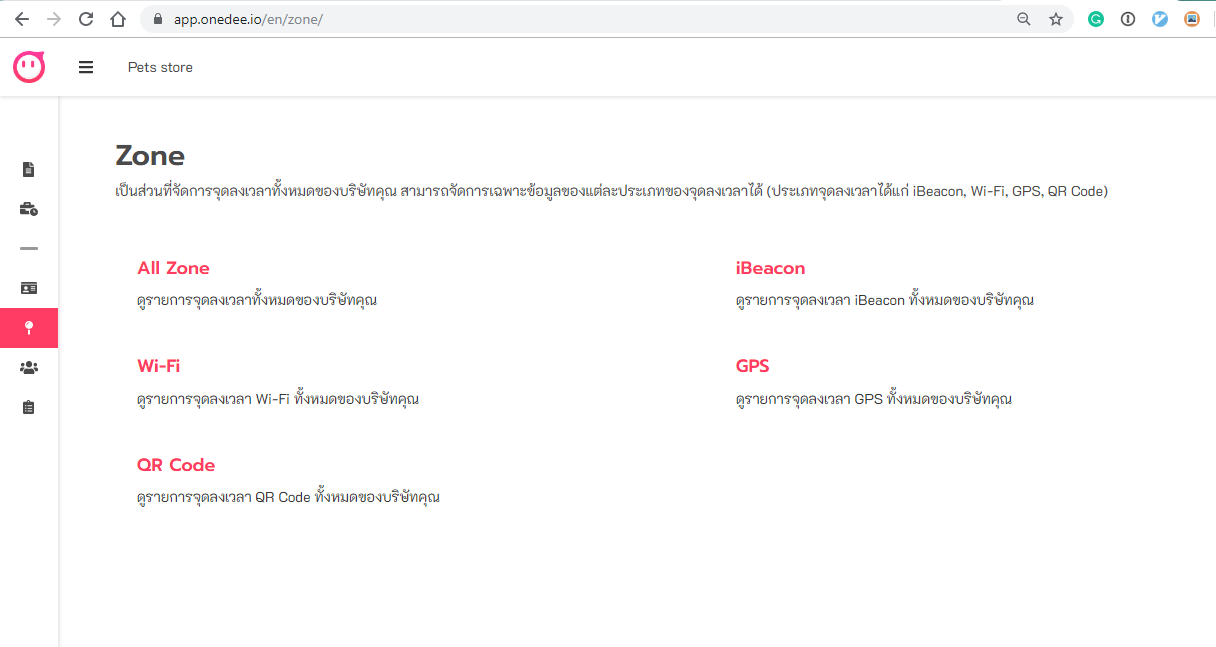 app.onedee.io/en/zone/
Pets store
Zone
เป็นส่วนที่จัดการจุดลงเวลาทั้งหมดของบริษัทคุณ สามารถจัดการเฉพาะข้อมูลของแต่ละประเภทของจุดลงเวลาได้ (ประเภทจุดลงเวลาได้แก่ iBeacon, Wi-Fi, GPS, QR Code)
All Zone
ดูรายการจุดลงเวลาทั้งหมดของบริษัทคุณ
iBeacon
ดูรายการจุดลงเวลา iBeacon ทั้งหมดของบริษัทคุณ
Wi-Fi
ดูรายการจุดลงเวลา Wi-Fi ทั้งหมดของบริษัทคุณ
GPS
ดูรายการจุดลงเวลา GPS ทั้งหมดของบริษัทคุณ
QR Code
ดูรายการจุดลงเวลา QR Code ทั้งหมดของบริษัทคุณ